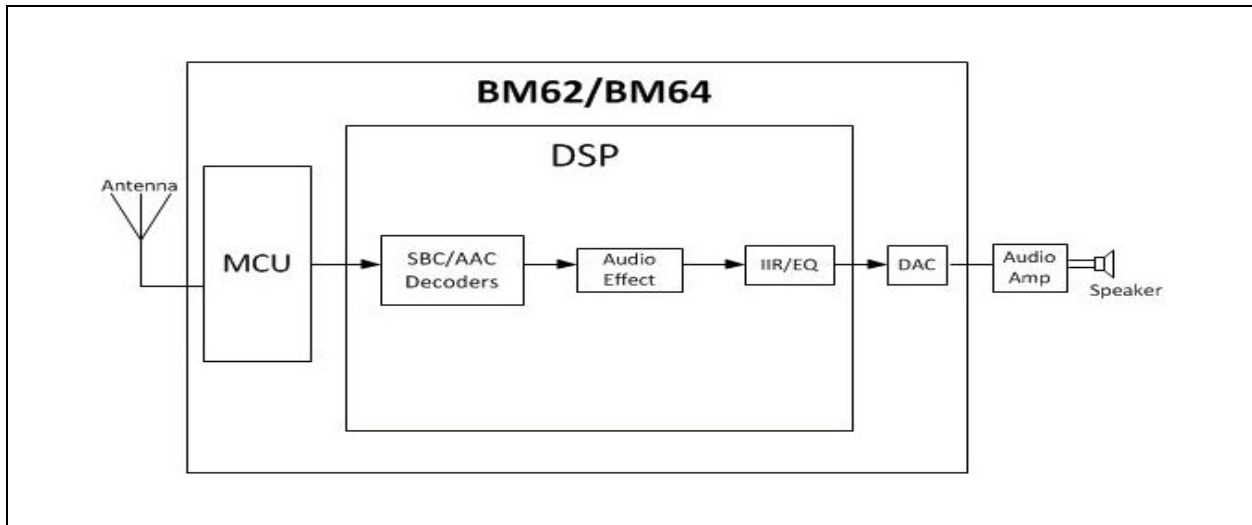 BM62/BM64
DSP
Antenna
MCU
SBC/AAC
Decoders
Audio
Effect
IIR/EQ
DAC
Audio
Amp
Speaker